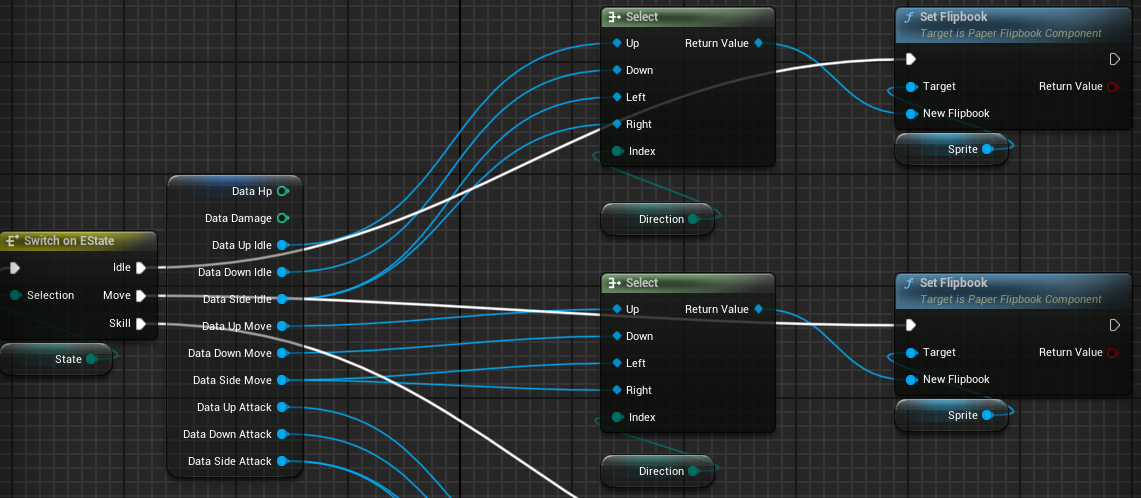 Switch on EState
Idle
Selection
Move
Skill
State
Data Hp
Data Damage
Data Up Idle
Data Down Idle
Data Side Idle
Data Up Move
Data Down Move
Data Side Move
Data Up Attack
Data Down Attack
Data Side Attack
Select
Up Return Value
Down
Left
Right
Index
Direction
Set Flipbook
Target is Paper Flipbook Component
Target Return Value
New Flipbook
Sprite
Select
Up Return Value
Down
Left
Right
Index
Direction
Set Flipbook
Target is Paper Flipbook Component
Target Return Value
New Flipbook
Sprite